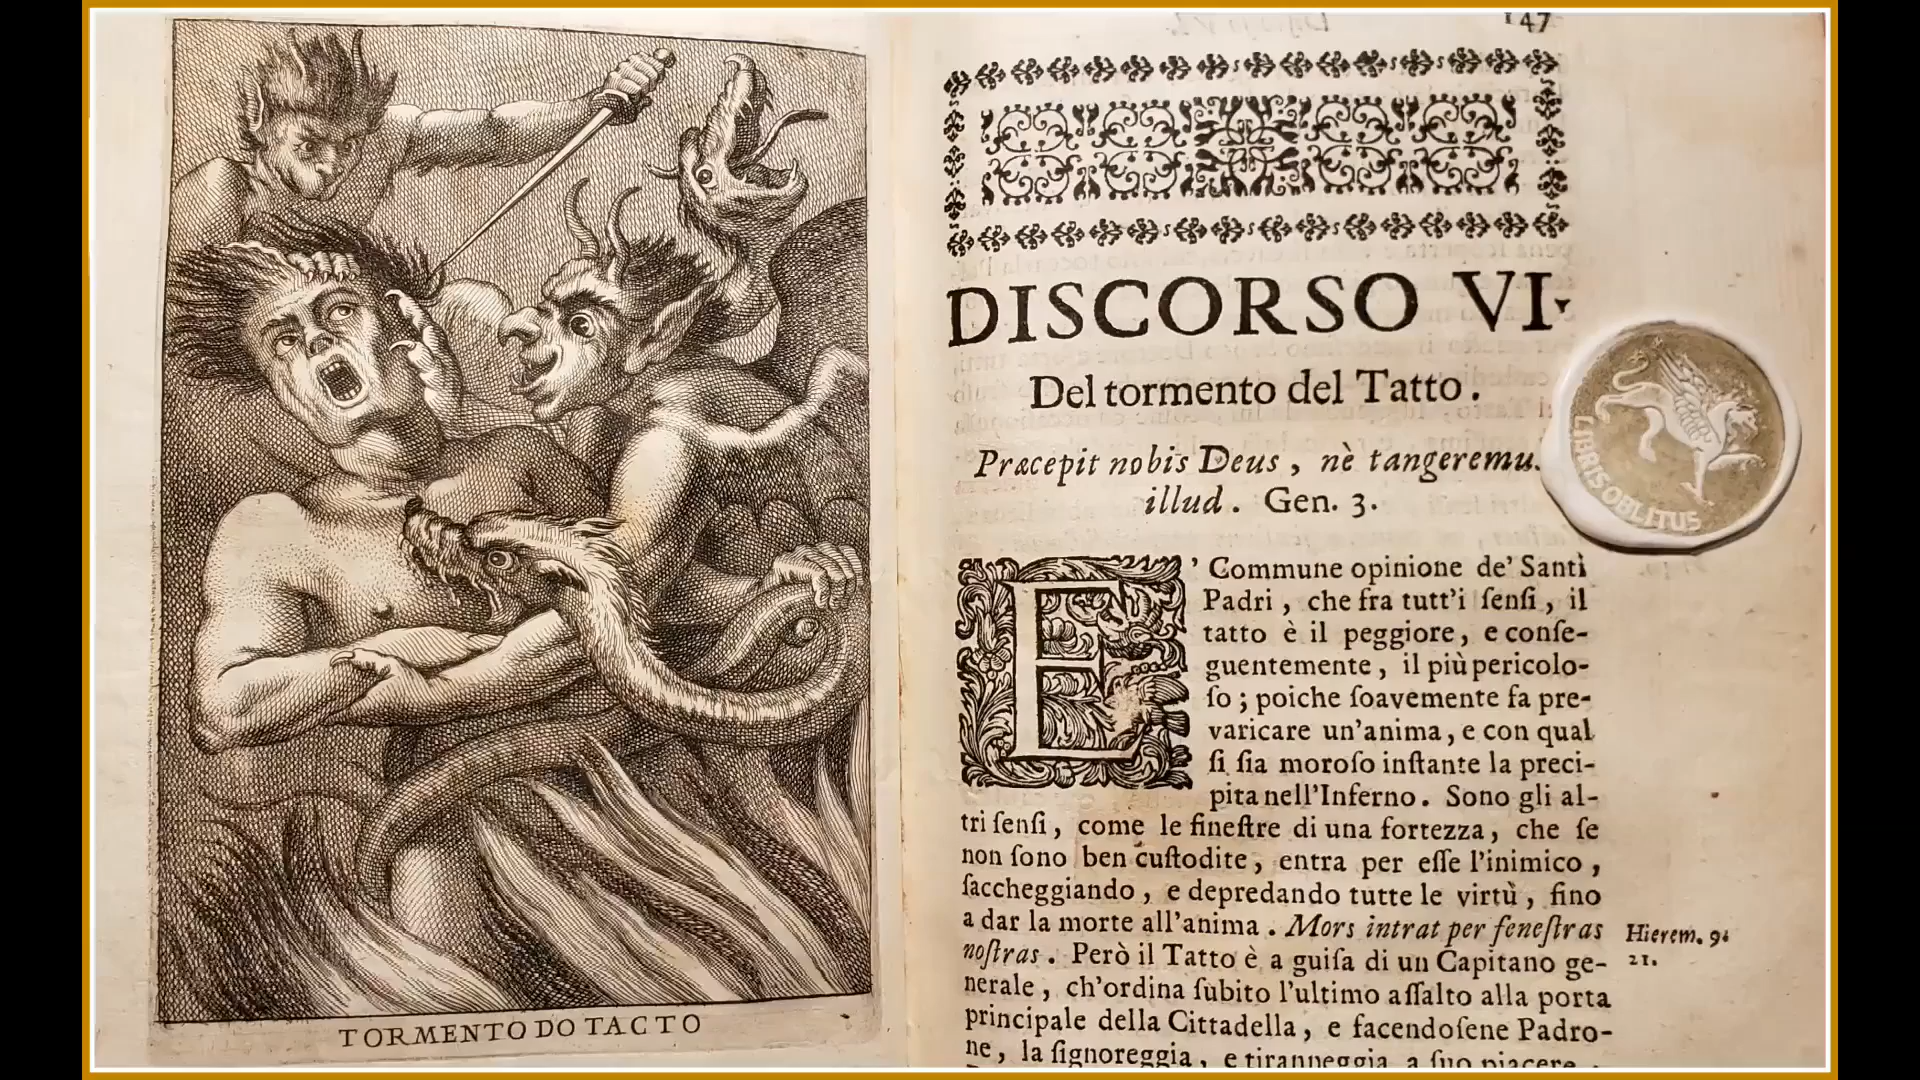 TORMENTO DO TACTO
147
DISCORSO VI.
Del tormento del Tatto.
Præcepit nobis Deus, nè tangeremu
illud. Gen. 3.
E' Commune opinione de' Santi
Padri, che fra tutt'i ſenſi, il
tatto è il peggiore, e conſe-
guentemente, il più pericolo-
ſo; poiche ſoavemente fa pre-
varicare un'anima, e con qual
ſi ſia moroſo inſtante la preci-
pita nell'Inferno. Sono gli al-
tri ſenſi, come le fineſtre di una fortezza, che ſe
non ſono ben cuſtodite, entra per eſſe l'inimico,
ſaccheggiando, e depredando tutte le virtù, fino
a dar la morte all'anima. Mors intrat per feneſtras
noſtras. Però il Tatto è a guiſa di un Capitano ge-
nerale, ch'ordina ſubito l'ultimo aſſalto alla porta
principale della Cittadella, e facendoſene Padro-
ne, la ſignoreggia, e tiranneggia a ſuo piacere.
Hierem. 9.
21.
LIBRIS OBLITUS